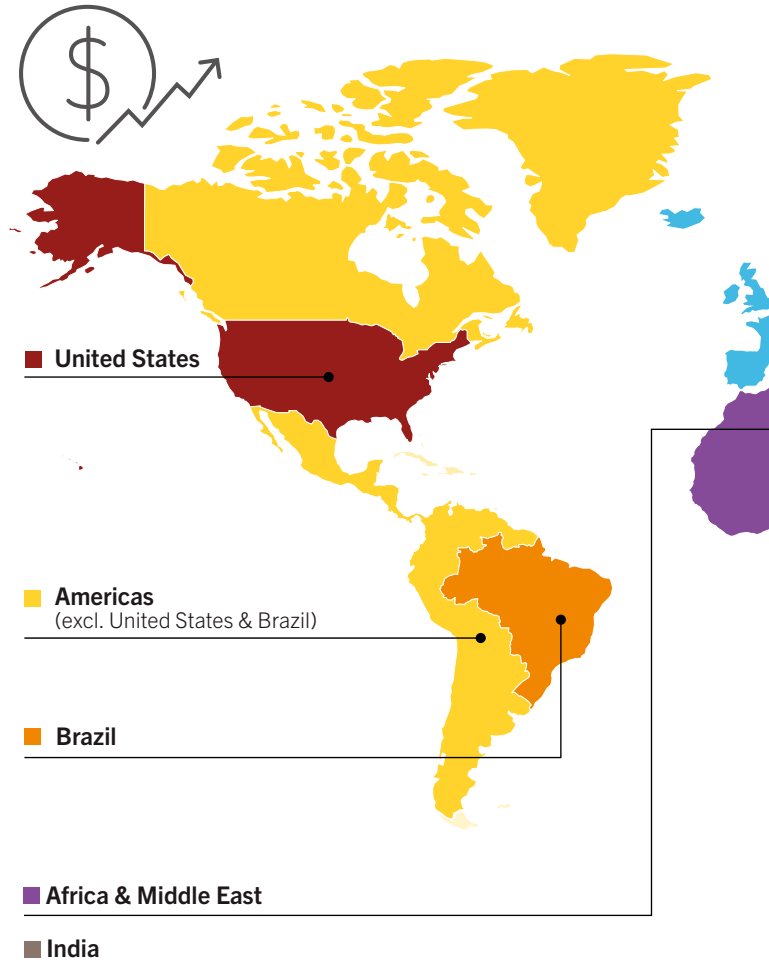 $
United States
Americas
(excl. United States & Brazil)
Brazil
Africa & Middle East
India